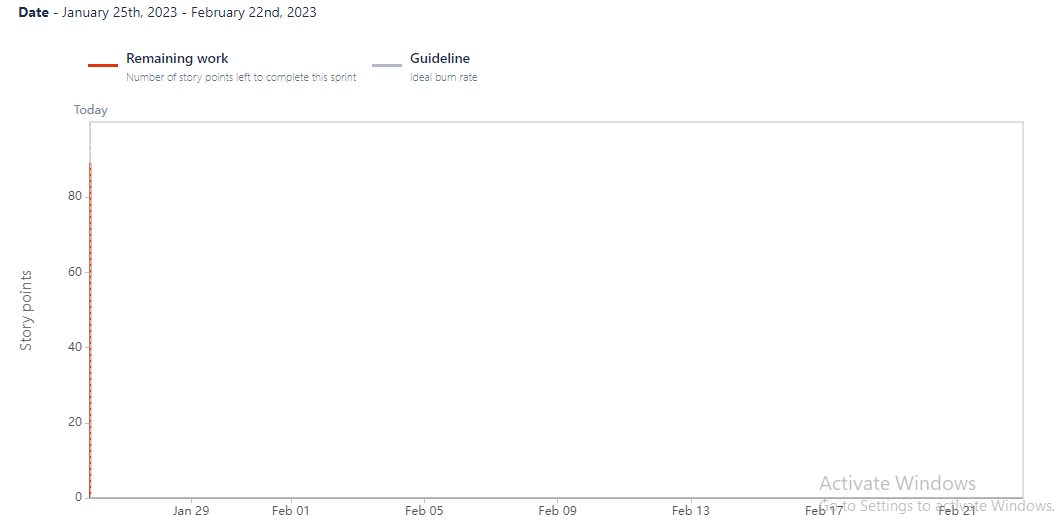 Date - January 25th, 2023 - February 22nd, 2023
Remaining work
Number of story points left to complete this sprint
Guideline
Ideal burn rate
Today
80
60
40
20
0
Story points
Jan 29
Feb 01
Feb 05
Feb 09
Feb 13
Feb 17
Feb 21
Activate Windows
Go to Settings to activate Windows.